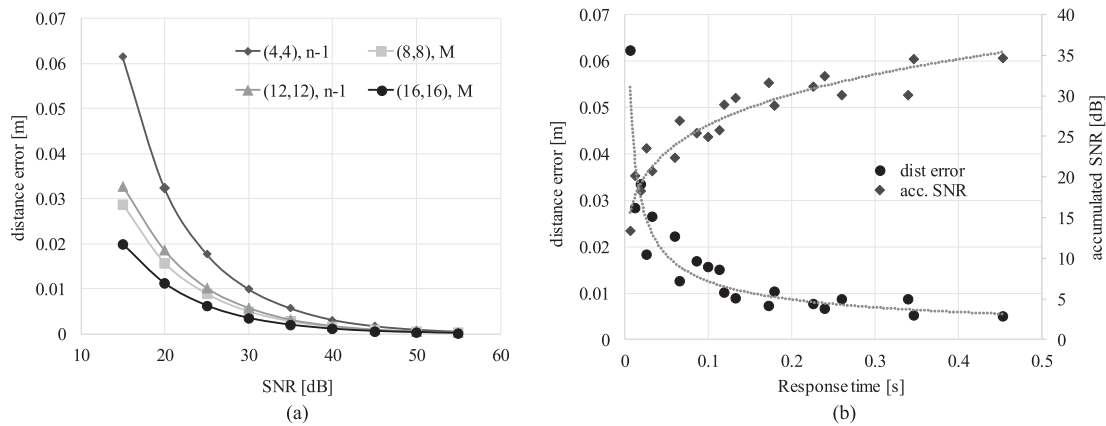 0.07
0.06
0.05
0.04
0.03
0.02
0.01
0
distance error [m]
(4,4), n-1
(8,8), M
(12,12), n-1
(16,16), M
10
20
30
40
50
60
SNR [dB]
(a)
0.07
0.06
0.05
0.04
0.03
0.02
0.01
0
distance error [m]
dist error
acc. SNR
40
35
30
25
20
15
10
5
0
accumulated SNR [dB]
0
0.1
0.2
0.3
0.4
0.5
Response time [s]
(b)